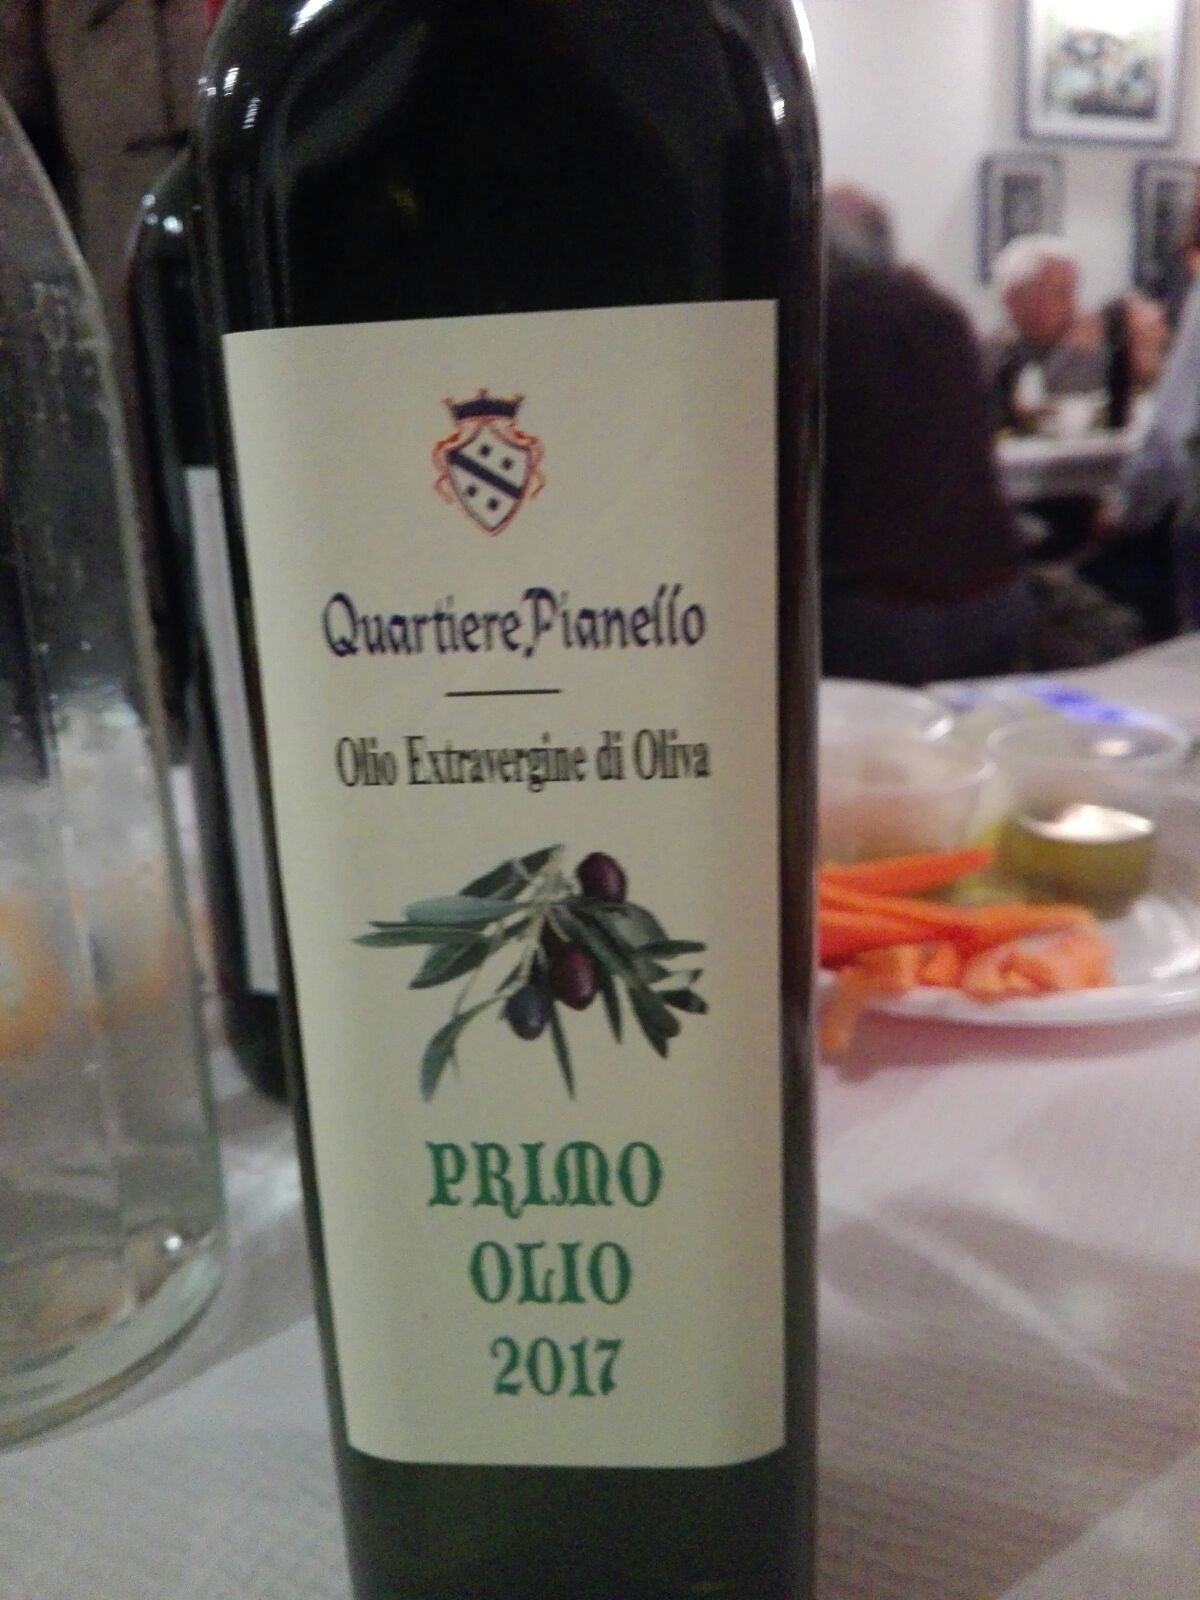 Quartiere Pianello
Olio Extravergine di Oliva
PRIMO
OLIO
2017